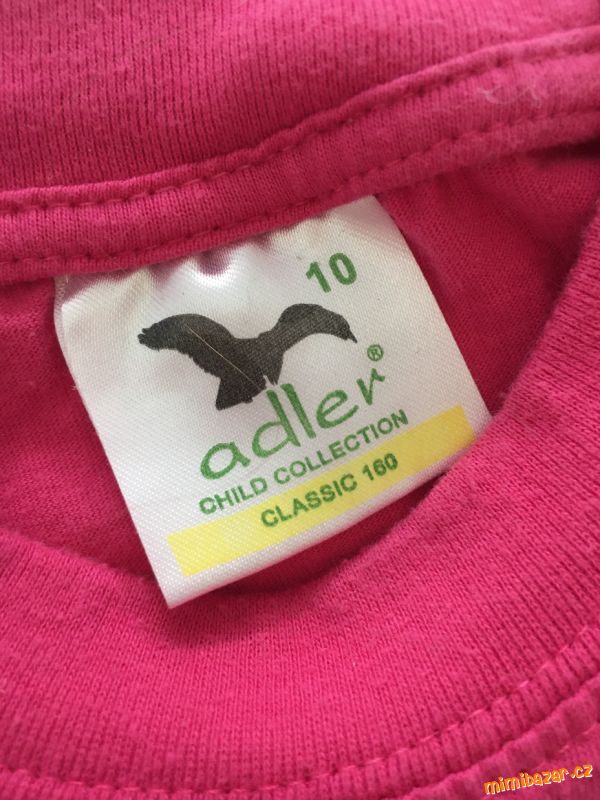 10
adler®
CHILD COLLECTION
CLASSIC 160
mimibazar.cz